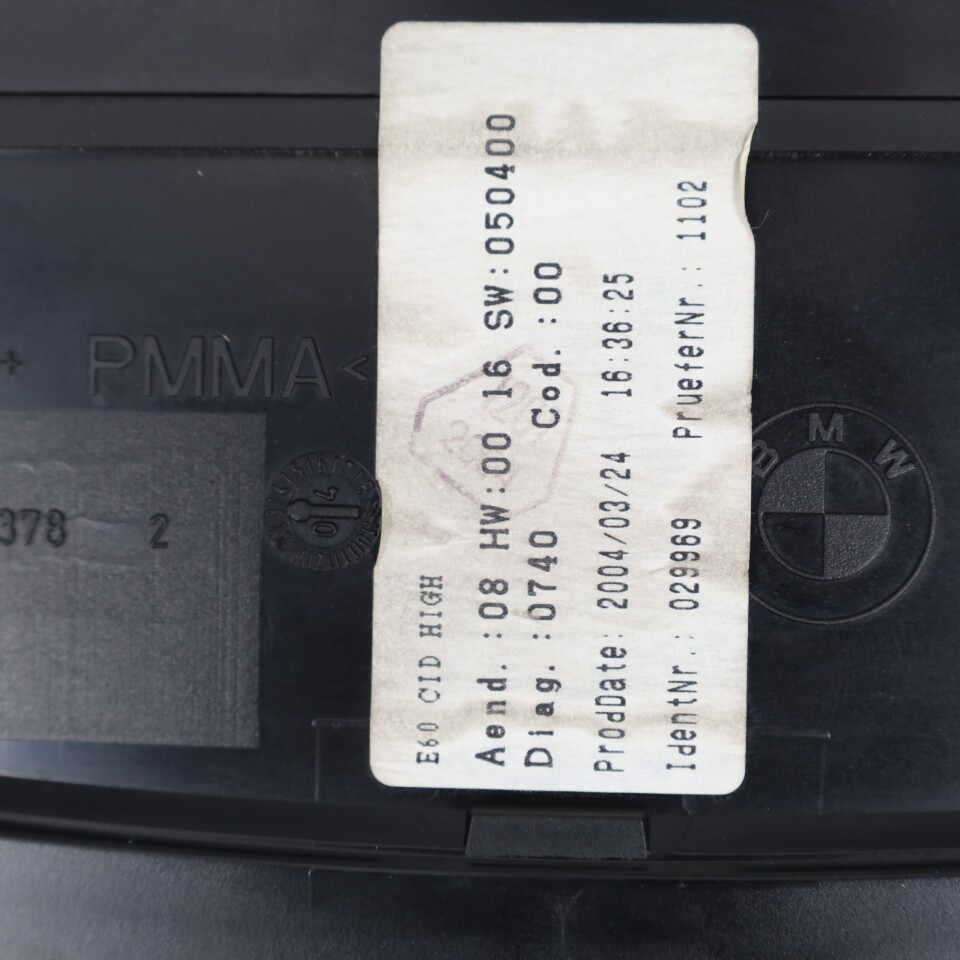 E60 CID HIGH
Aend. :08 HW:00 16 SW:050400
Diag. :0740 Cod. :00
ProdDate: 2004/03/24 16:36:25
IdentNr.: 029969 PrueferNr.: 1102
+ PMMA<
378 2
04
BMW